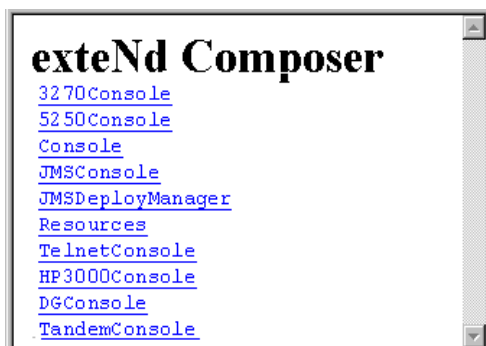 exteNd Composer
3270Console
5250Console
Console
JMSConsole
JMSDeployManager
Resources
TelnetConsole
HP3000Console
DGConsole
TandemConsole